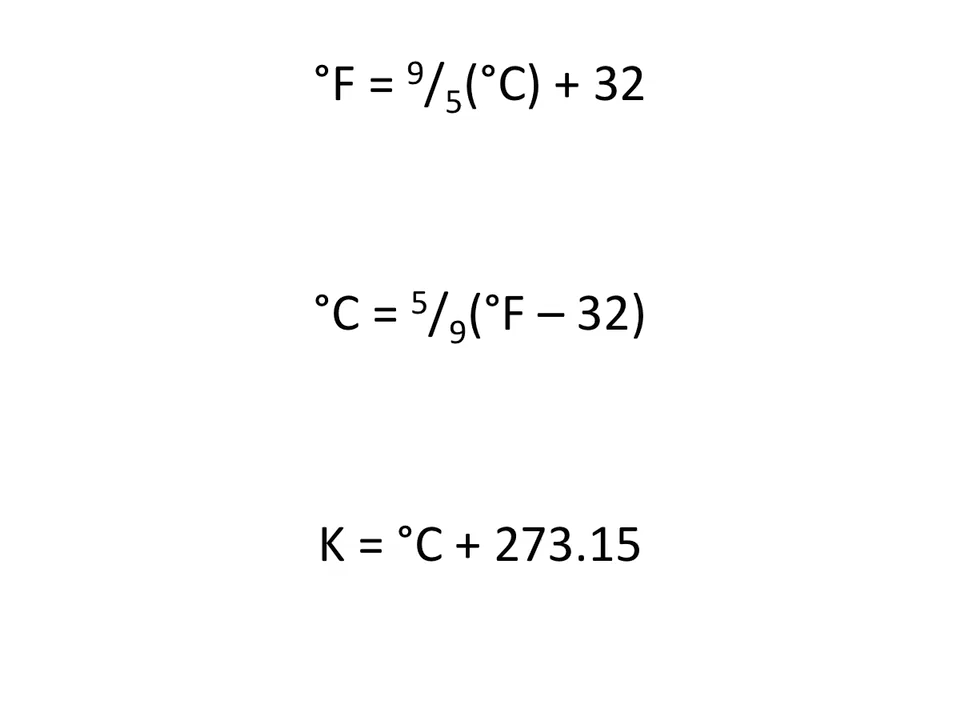 °F = ⁹/₅(°C) + 32
°C = ⁵/₉(°F – 32)
K = °C + 273.15